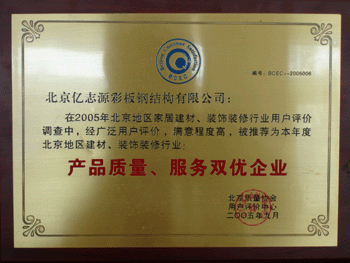 BCEC
编号：BCEC--2005006
北京亿志源彩板钢结构有限公司：
在2005年北京地区家居建材、装饰装修行业用户评价
调查中，经广泛用户评价，满意程度高，被推荐为本年度
北京地区建材、装饰装修行业：
产品质量、服务双优企业
北京质量协会
用户评价中心
二〇〇五年九月